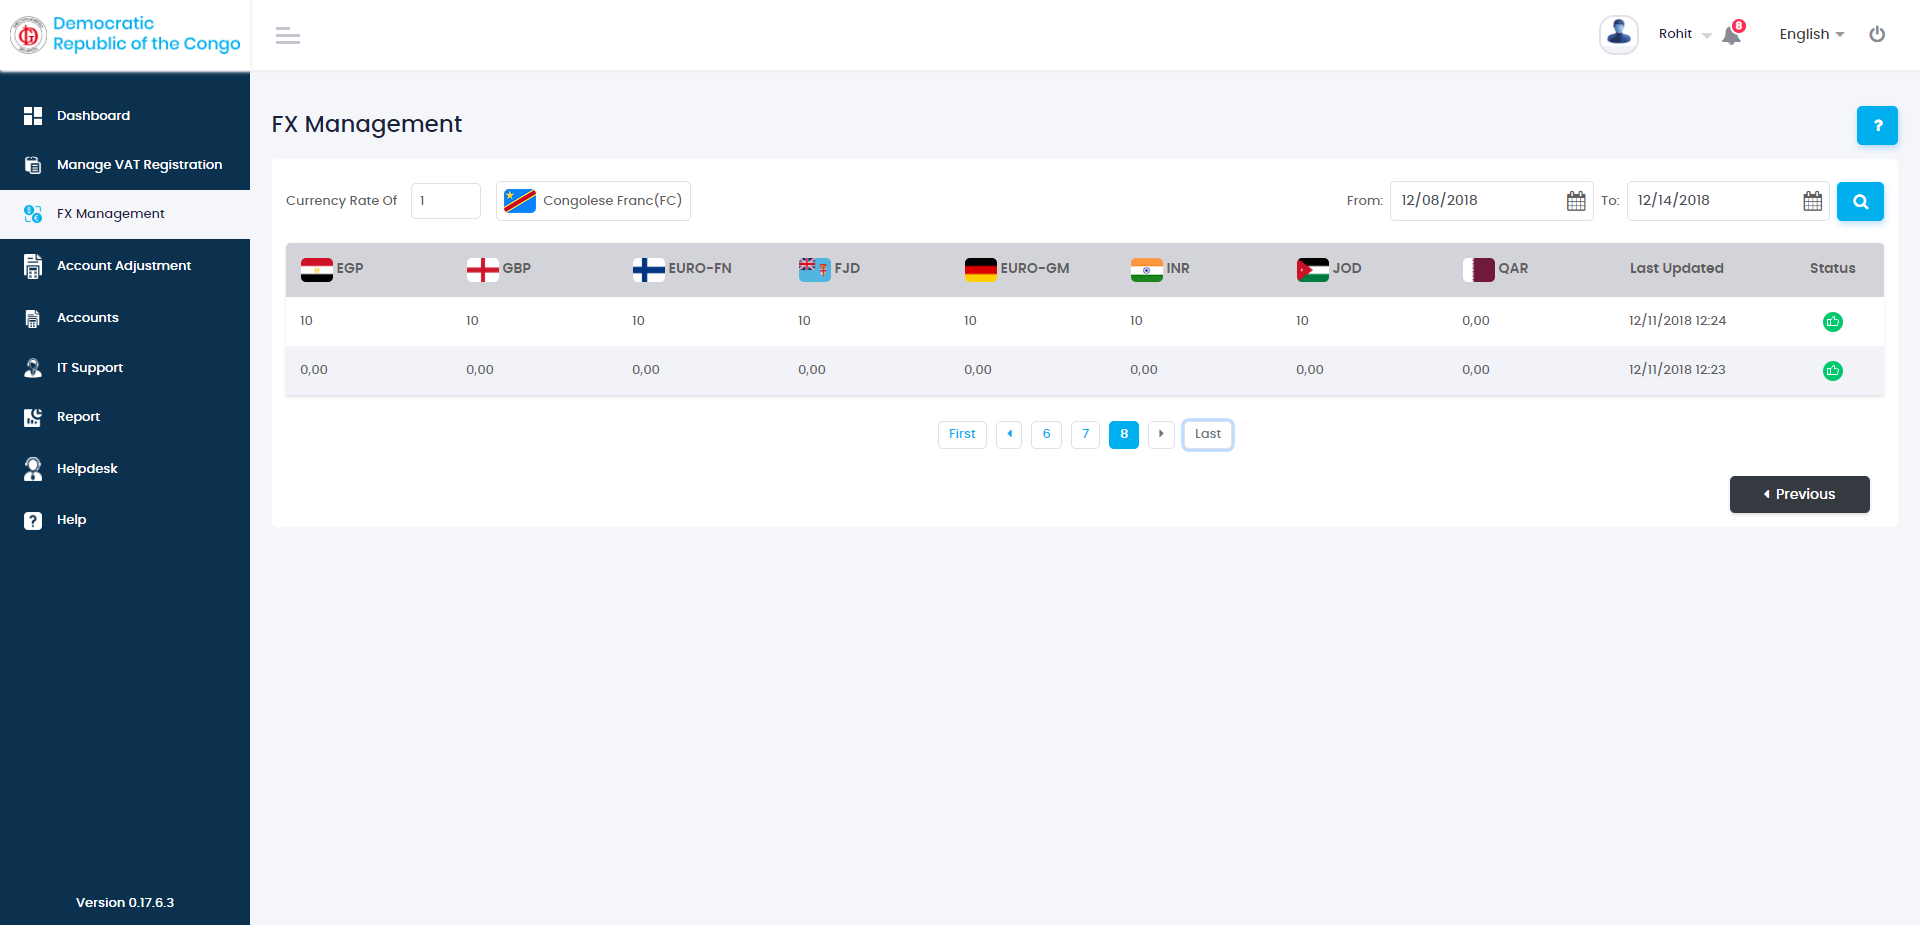 Democratic
Republic of the Congo
Rohit
8
English
Dashboard
Manage VAT Registration
FX Management
Account Adjustment
Accounts
IT Support
Report
Helpdesk
? Help
Version 0.17.6.3
FX Management
?
Currency Rate Of 1 Congolese Franc(FC) From: 12/08/2018 To: 12/14/2018
EGP GBP EURO-FN FJD EURO-GM INR JOD QAR Last Updated Status
10 10 10 10 10 10 10 0,00 12/11/2018 12:24
0,00 0,00 0,00 0,00 0,00 0,00 0,00 0,00 12/11/2018 12:23
First 6 7 8 Last
Previous